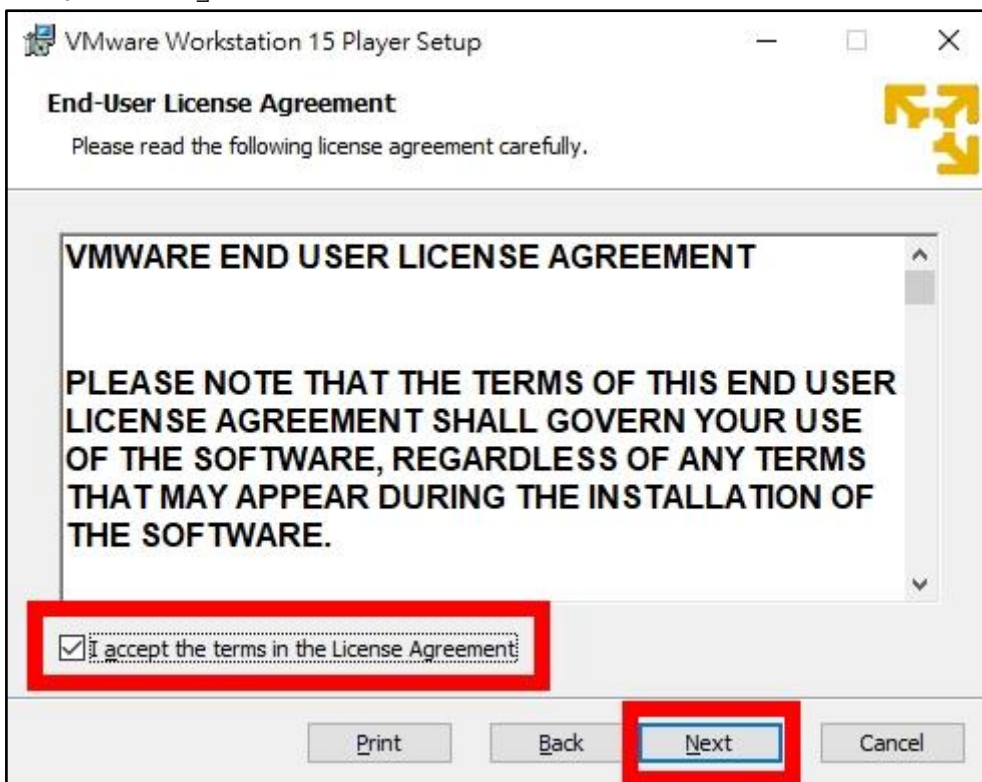 VMware Workstation 15 Player Setup
End-User License Agreement
Please read the following license agreement carefully.
VMWARE END USER LICENSE AGREEMENT
PLEASE NOTE THAT THE TERMS OF THIS END USER
LICENSE AGREEMENT SHALL GOVERN YOUR USE
OF THE SOFTWARE, REGARDLESS OF ANY TERMS
THAT MAY APPEAR DURING THE INSTALLATION OF
THE SOFTWARE.
I accept the terms in the License Agreement
Print Back Next Cancel